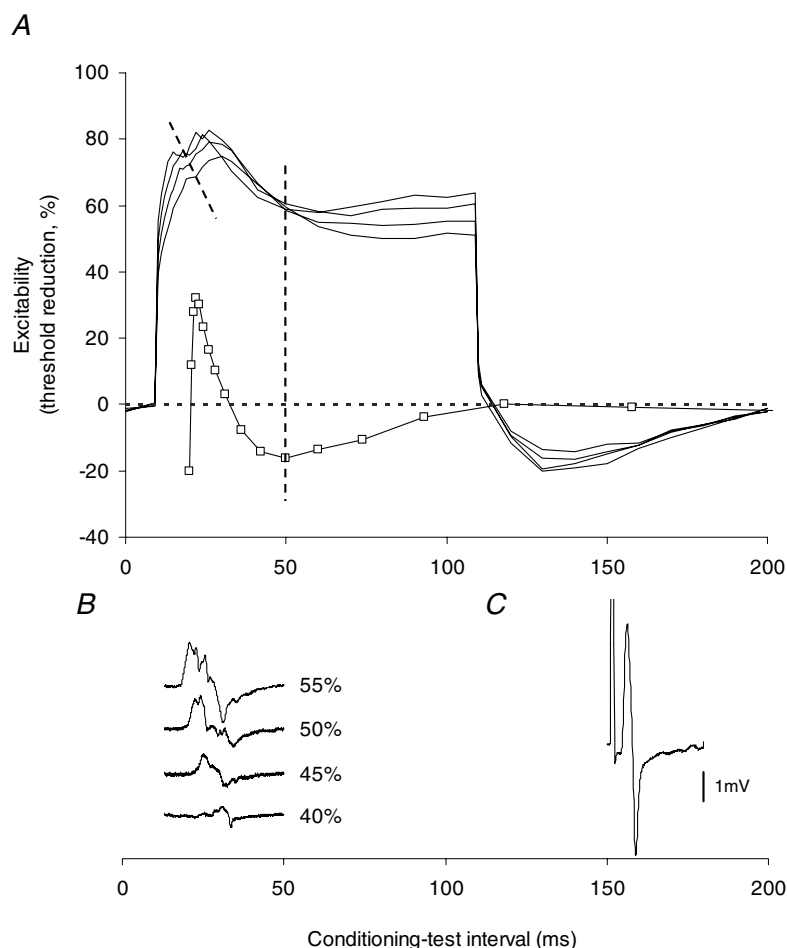 A
100
80
60
40
20
0
-20
-40
Excitability
(threshold reduction, %)
0 50 100 150 200
B
55%
50%
45%
40%
C
1mV
0 50 100 150 200
Conditioning-test interval (ms)